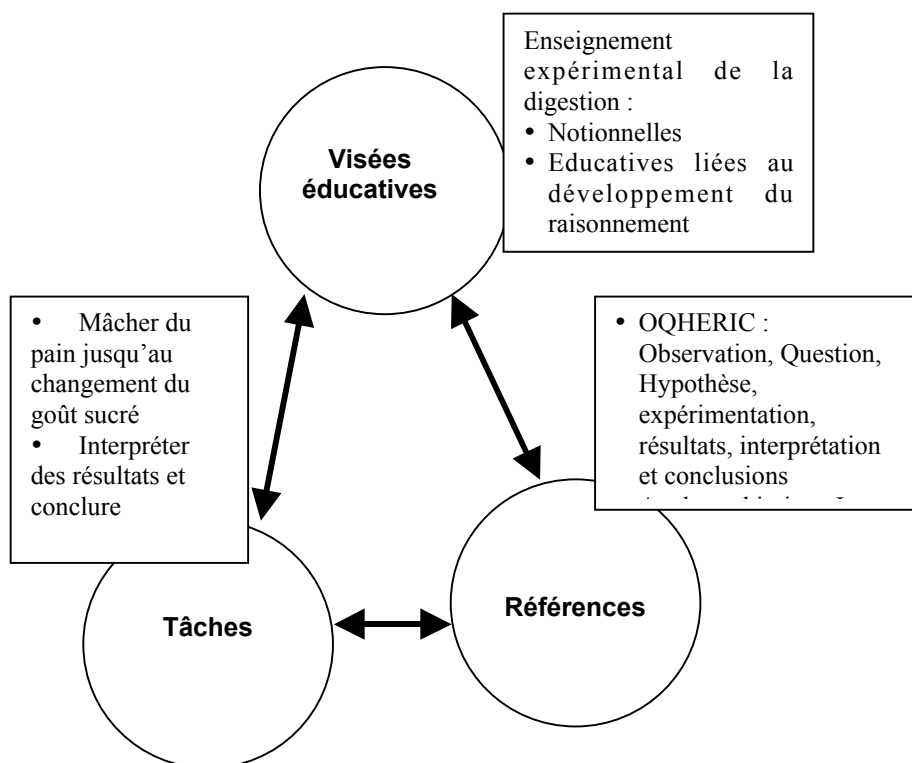 Enseignement
expérimental de la
digestion :
• Notionnelles
• Educatives liées au
développement du
raisonnement
Visées
éducatives
• Mâcher du
pain jusqu’au
changement du
goût sucré
• Interpréter
des résultats et
conclure
• OQHERIC :
Observation, Question,
Hypothèse,
expérimentation,
résultats, interprétation
et conclusions
Tâches
Références